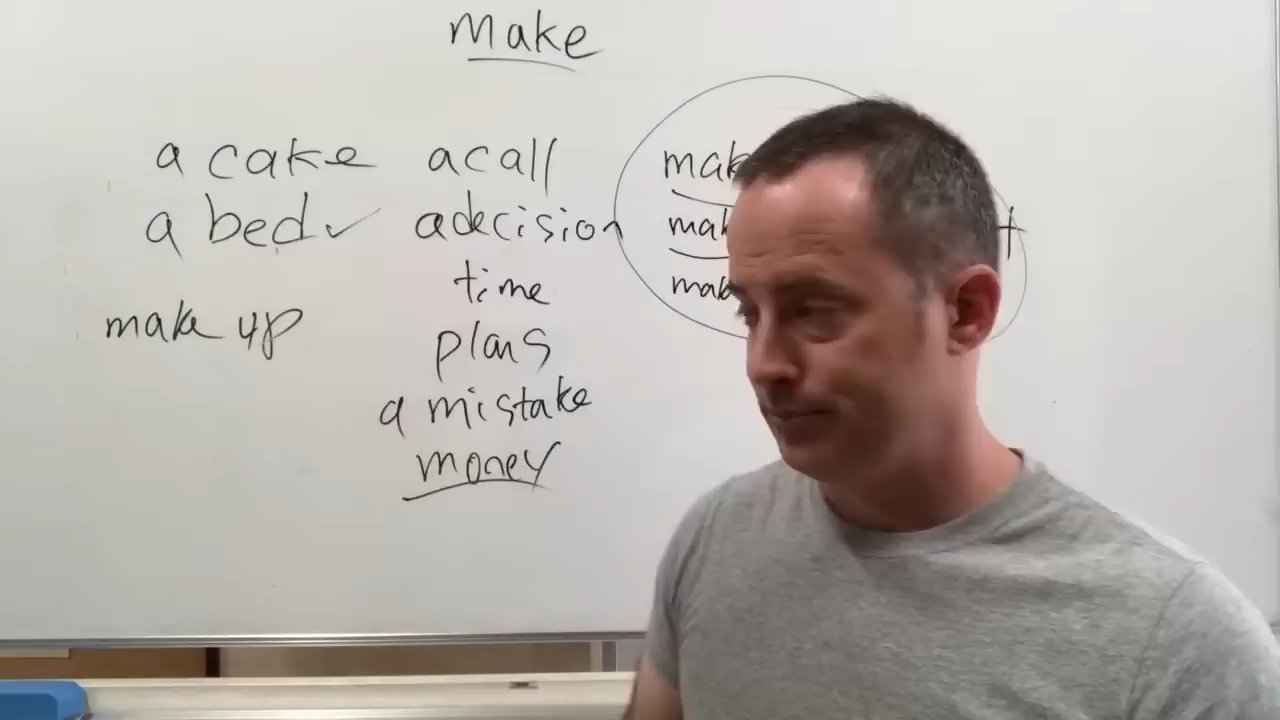 make
a cake
a bed ✓
make up
a call
a decision
time
plans
a mistake
money